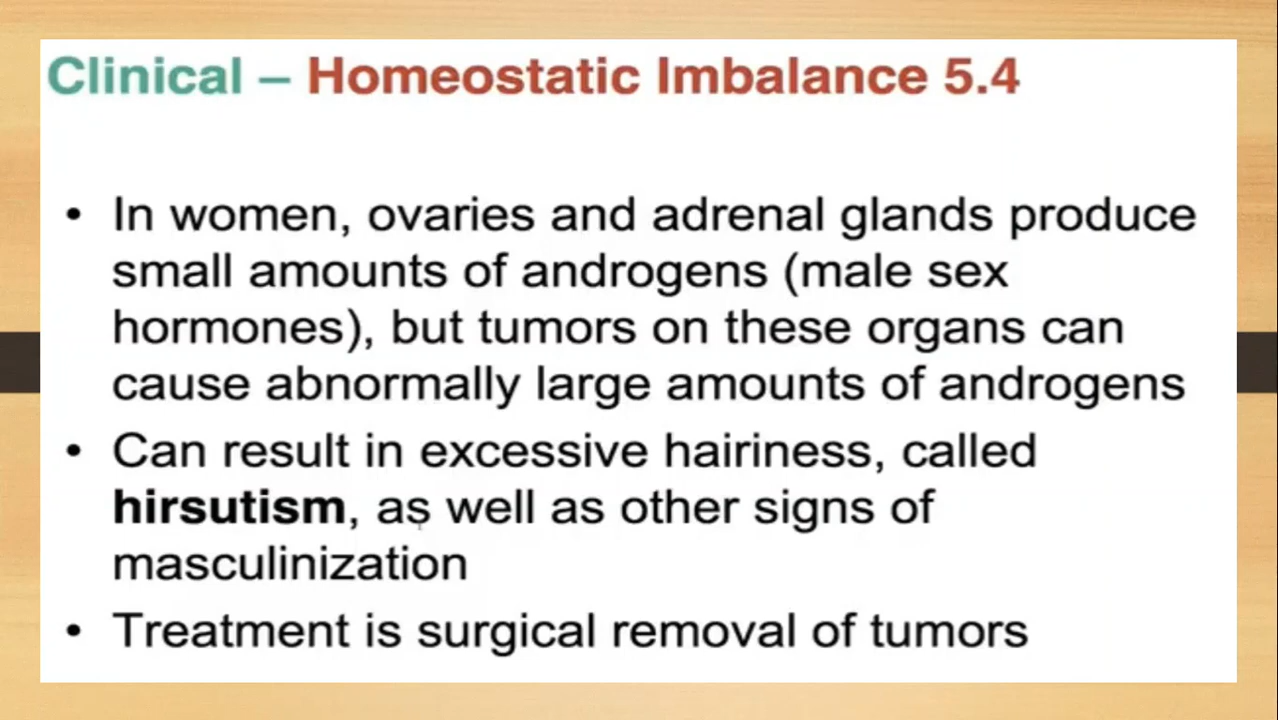 Clinical – Homeostatic Imbalance 5.4
• In women, ovaries and adrenal glands produce
small amounts of androgens (male sex
hormones), but tumors on these organs can
cause abnormally large amounts of androgens
• Can result in excessive hairiness, called
hirsutism, as well as other signs of
masculinization
• Treatment is surgical removal of tumors